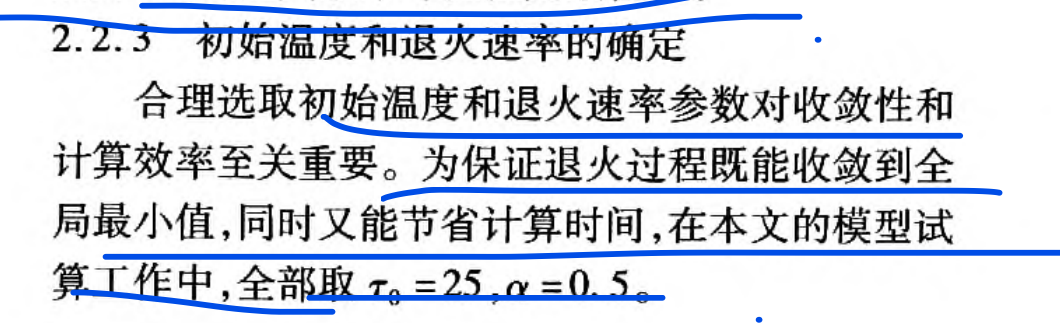 2.2.3 初始温度和退火速率的确定
合理选取初始温度和退火速率参数对收敛性和
计算效率至关重要。为保证退火过程既能收敛到全
局最小值,同时又能节省计算时间,在本文的模型试
算工作中,全部取 τ₀ =25,α =0.5。